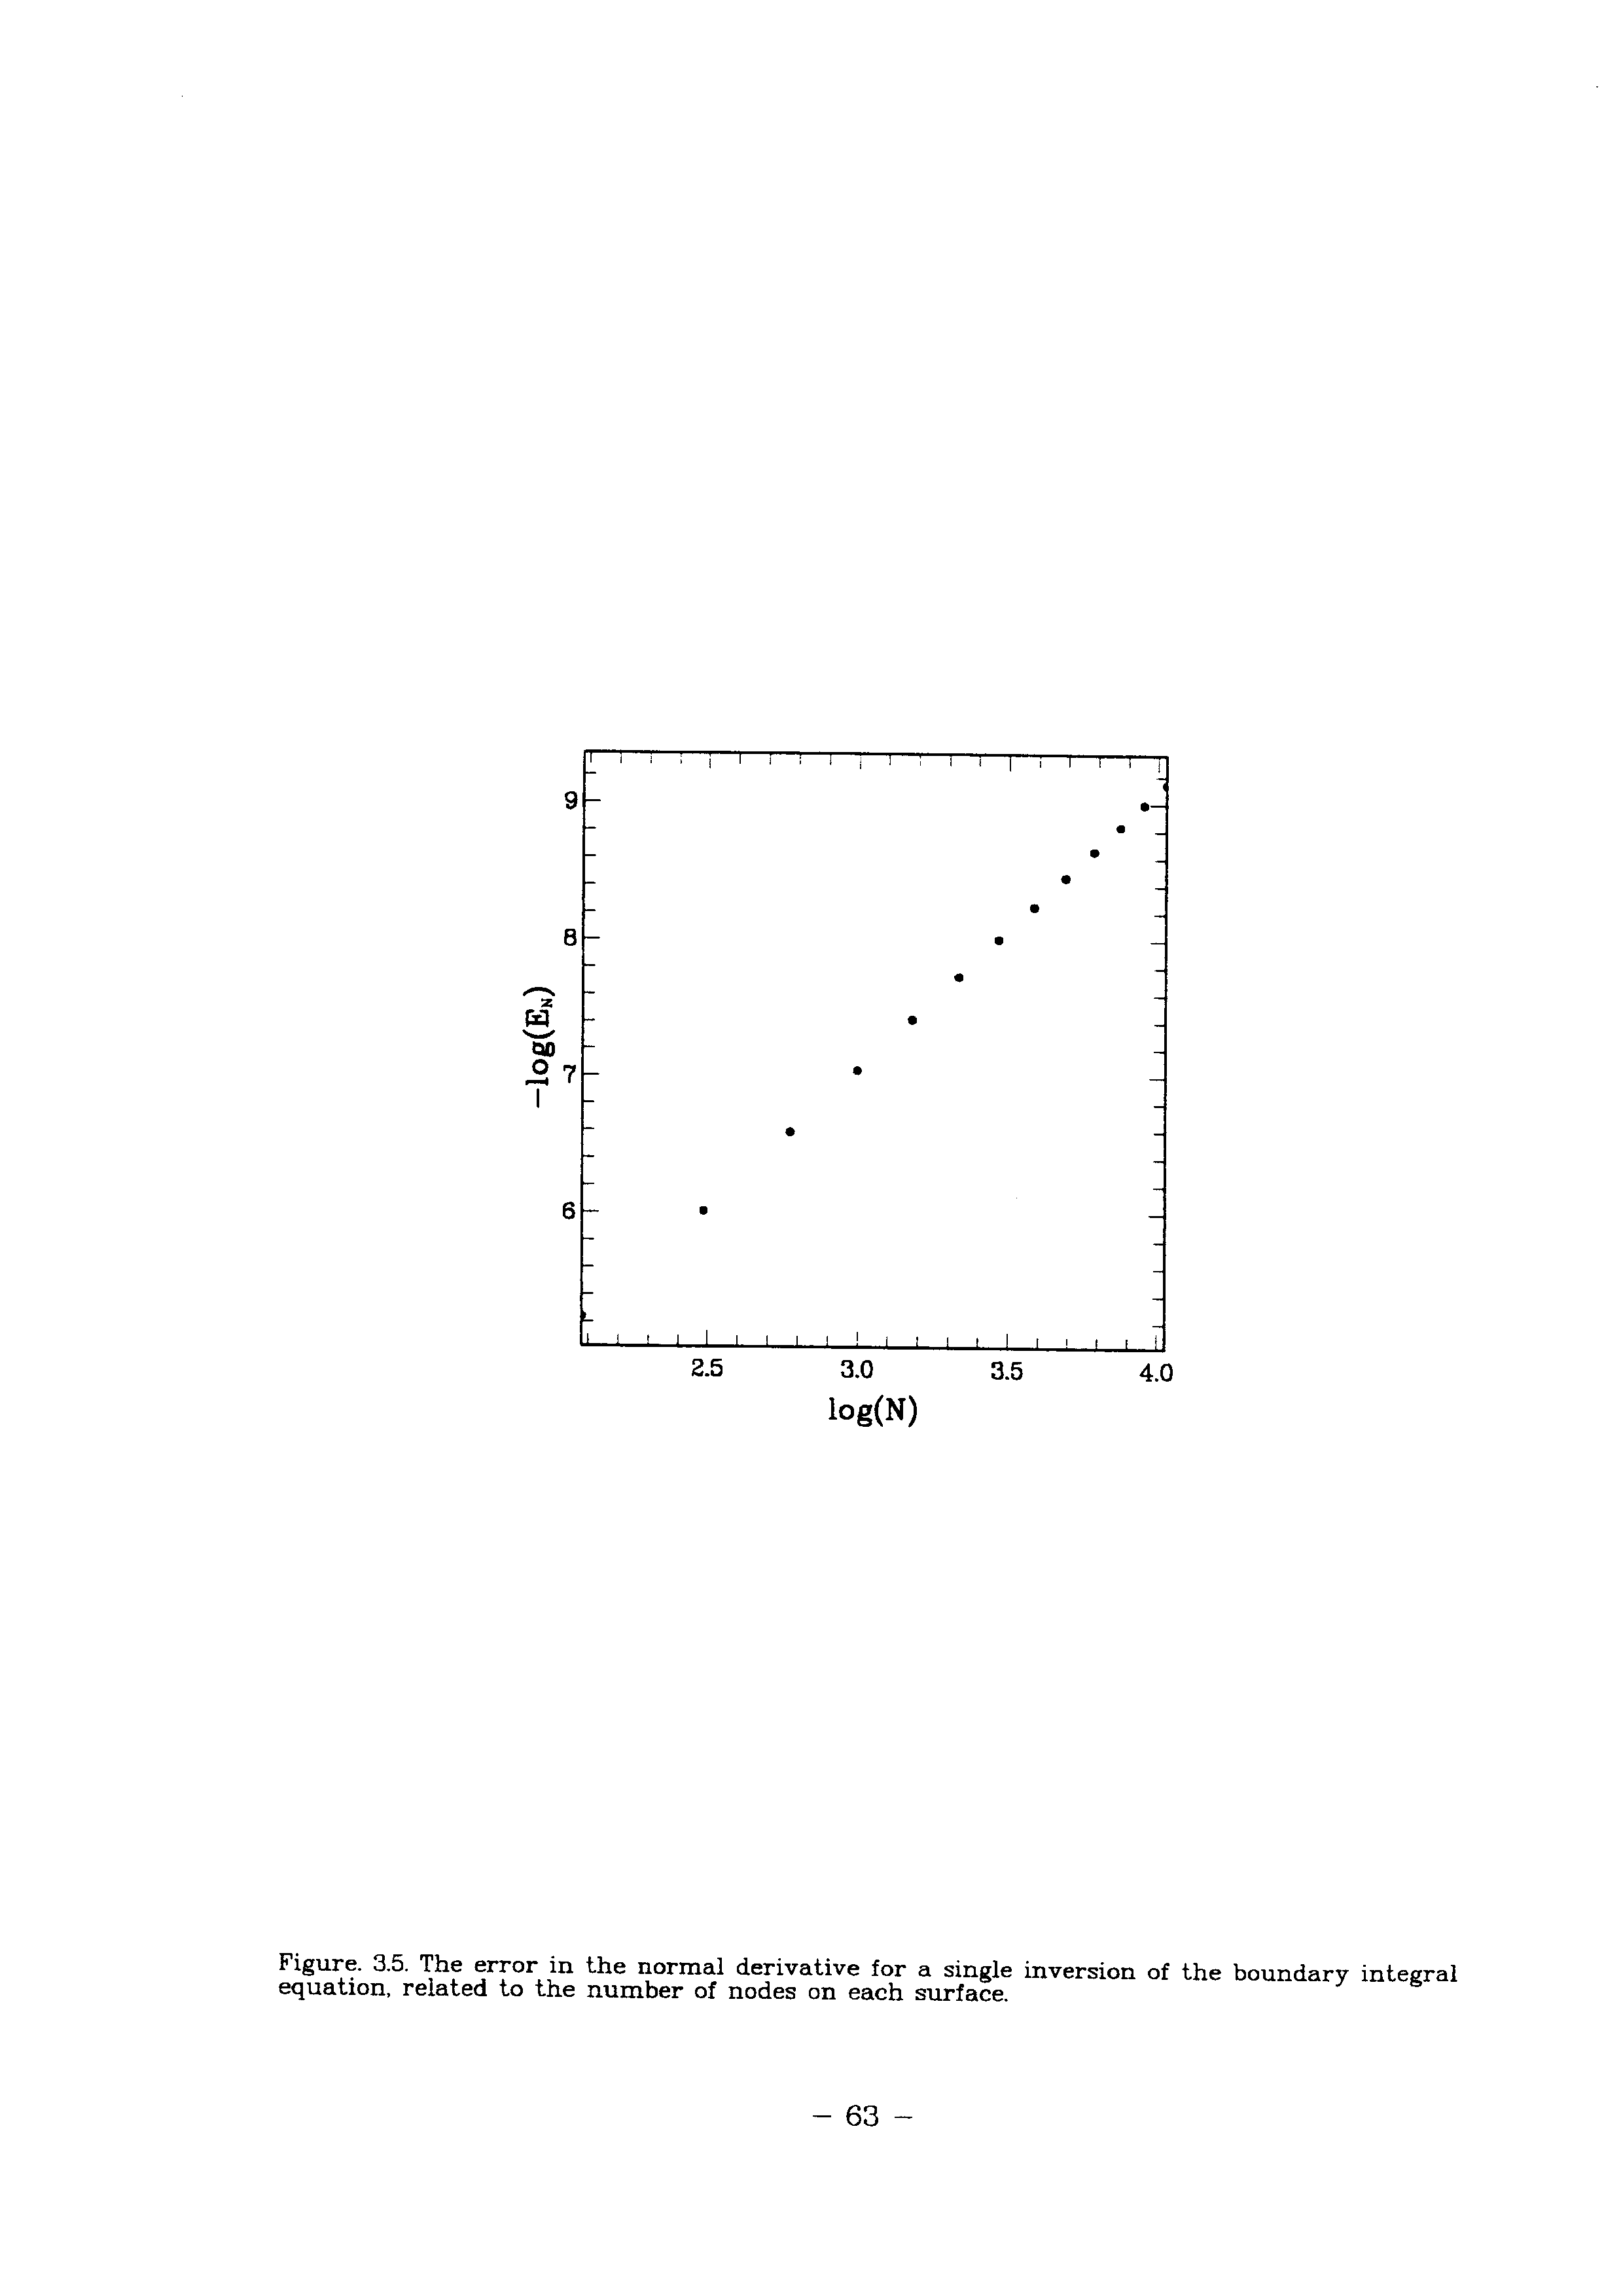 9
8
7
6
-log(E_N)
2.5 3.0 3.5 4.0
log(N)
Figure. 3.5. The error in the normal derivative for a single inversion of the boundary integral
equation, related to the number of nodes on each surface.
- 63 -